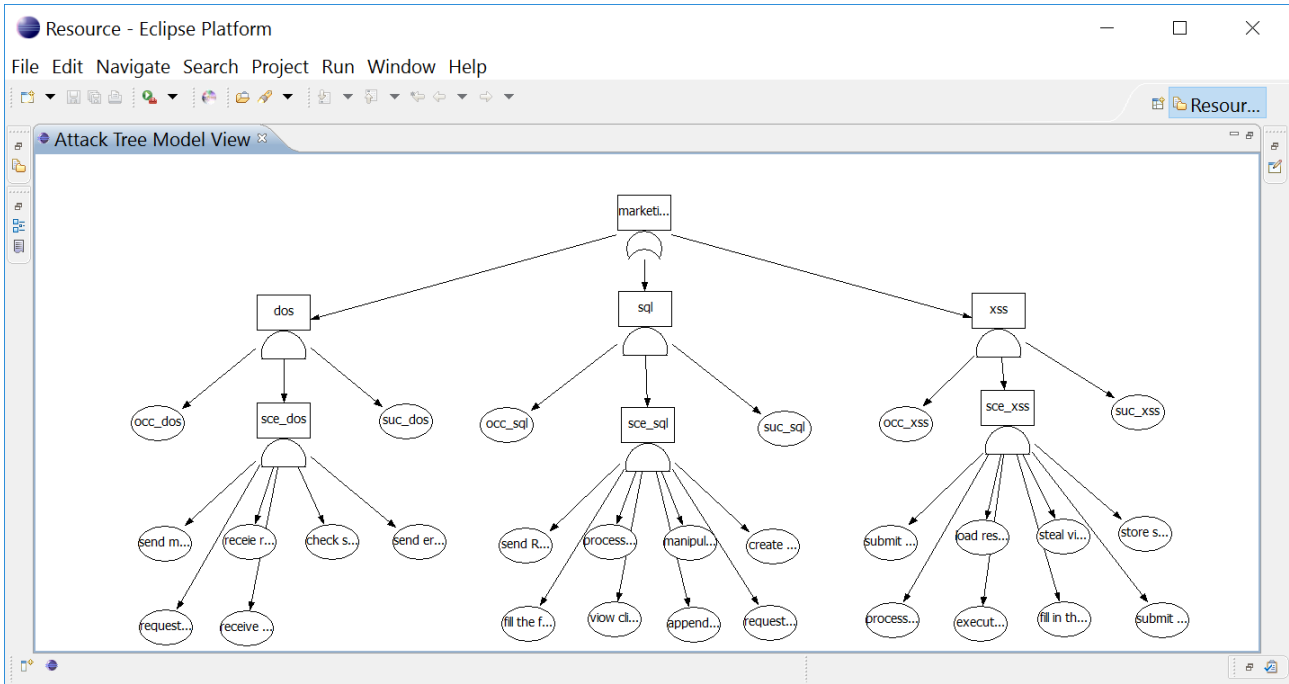 Resource - Eclipse Platform
File Edit Navigate Search Project Run Window Help
Resour...
Attack Tree Model View
marketi...
dos
sql
xss
occ_dos
sce_dos
suc_dos
occ_sql
sce_sql
suc_sql
occ_xss
sce_xss
suc_xss
send m...
receie r...
check s...
send er...
send R...
process...
manipul...
create ...
submit ...
load res...
steal vi...
store s...
request...
receive ...
fill the f...
viow cli...
append...
request...
process...
execut...
fill in th...
submit ...